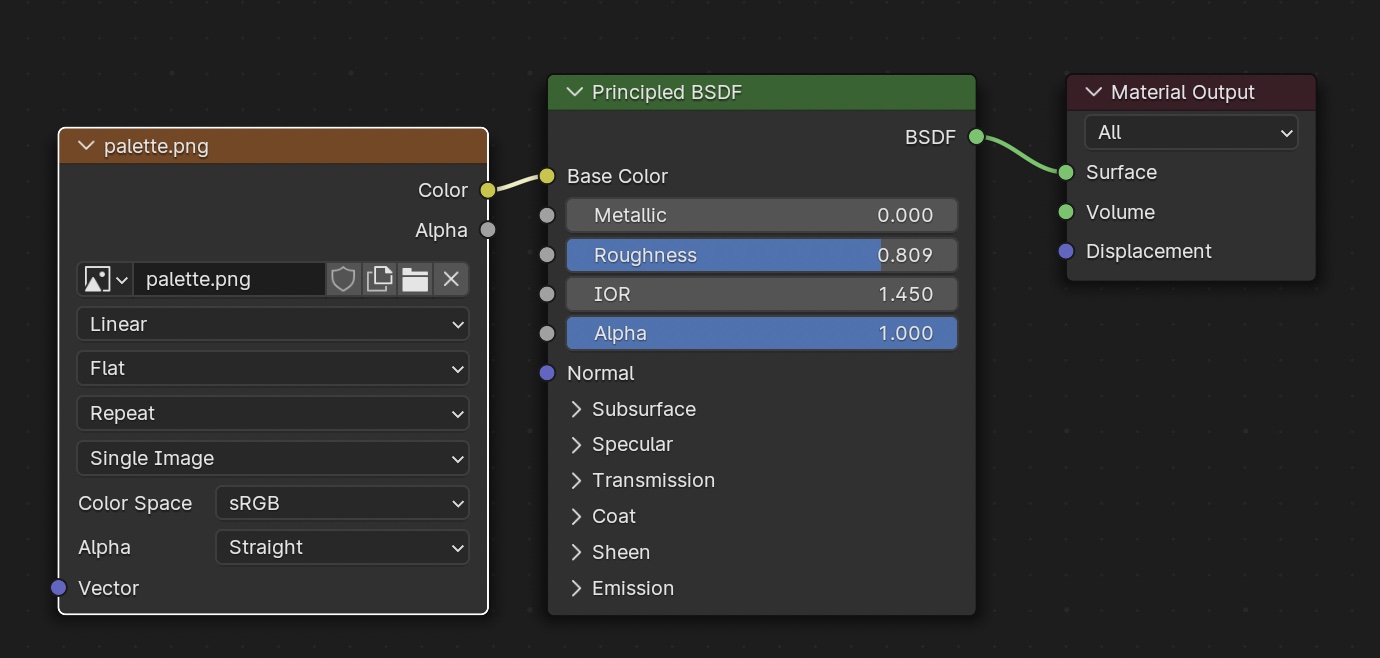 palette.png
Color
Alpha
palette.png
Linear
Flat
Repeat
Single Image
Color Space sRGB
Alpha Straight
Vector
Principled BSDF
BSDF
Base Color
Metallic 0.000
Roughness 0.809
IOR 1.450
Alpha 1.000
Normal
Subsurface
Specular
Transmission
Coat
Sheen
Emission
Material Output
All
Surface
Volume
Displacement